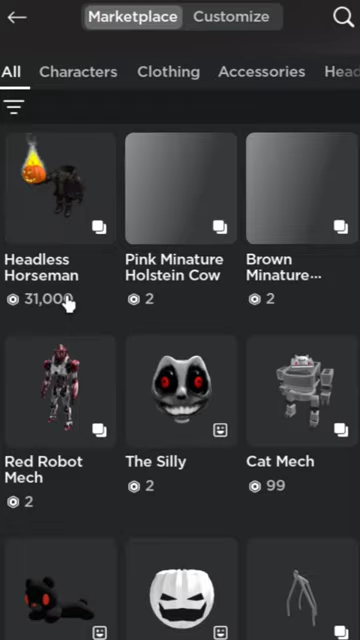 Marketplace Customize
All Characters Clothing Accessories Head
Headless Horseman
31,000
Pink Minature Holstein Cow
2
Brown Minature...
2
Red Robot Mech
2
The Silly
2
Cat Mech
99